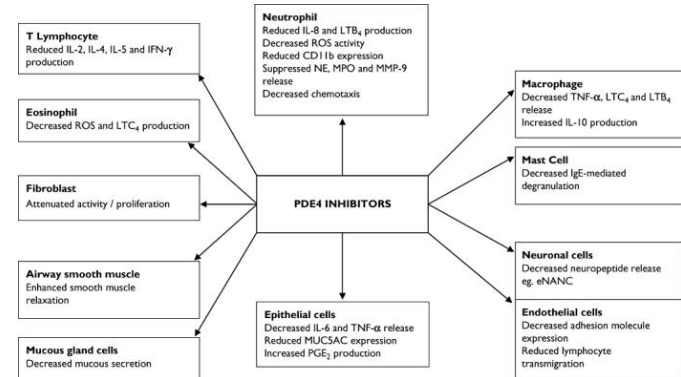 T Lymphocyte
Reduced IL-2, IL-4, IL-5 and IFN-γ
production
Eosinophil
Decreased ROS and LTC₄ production
Fibroblast
Attenuated activity / proliferation
Airway smooth muscle
Enhanced smooth muscle
relaxation
Mucous gland cells
Decreased mucous secretion
Neutrophil
Reduced IL-8 and LTB₄ production
Decreased ROS activity
Reduced CD11b expression
Suppressed NE, MPO and MMP-9
release
Decreased chemotaxis
PDE4 INHIBITORS
Epithelial cells
Decreased IL-6 and TNF-α release
Reduced MUC5AC expression
Increased PGE₂ production
Macrophage
Decreased TNF-α, LTC₄ and LTB₄
release
Increased IL-10 production
Mast Cell
Decreased IgE-mediated
degranulation
Neuronal cells
Decreased neuropeptide release
eg. eNANC
Endothelial cells
Decreased adhesion molecule
expression
Reduced lymphocyte
transmigration